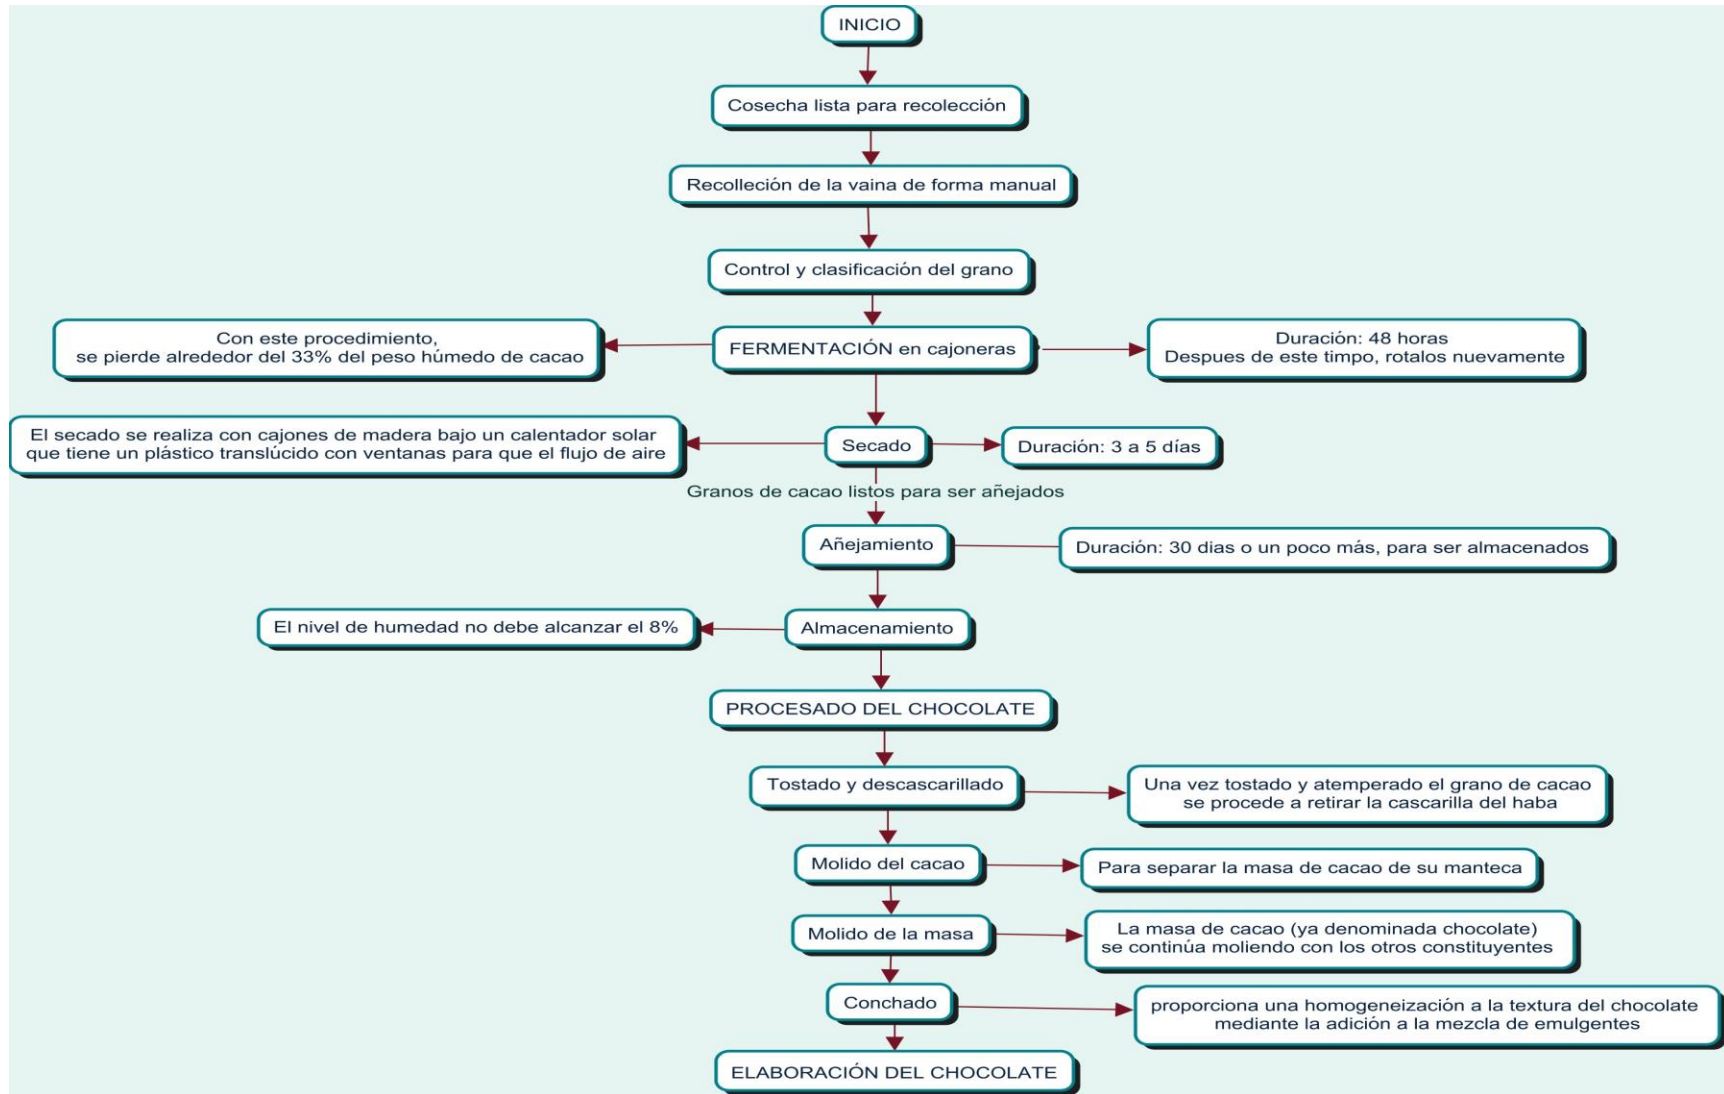 INICIO
Cosecha lista para recolección
Recolleción de la vaina de forma manual
Control y clasificación del grano
Con este procedimiento,
se pierde alrededor del 33% del peso húmedo de cacao
FERMENTACIÓN en cajoneras
Duración: 48 horas
Despues de este timpo, rotalos nuevamente
El secado se realiza con cajones de madera bajo un calentador solar
que tiene un plástico translúcido con ventanas para que el flujo de aire
Secado
Duración: 3 a 5 días
Granos de cacao listos para ser añejados
Añejamiento
Duración: 30 dias o un poco más, para ser almacenados
El nivel de humedad no debe alcanzar el 8%
Almacenamiento
PROCESADO DEL CHOCOLATE
Tostado y descascarillado
Una vez tostado y atemperado el grano de cacao
se procede a retirar la cascarilla del haba
Molido del cacao
Para separar la masa de cacao de su manteca
Molido de la masa
La masa de cacao (ya denominada chocolate)
se continúa moliendo con los otros constituyentes
Conchado
proporciona una homogeneización a la textura del chocolate
mediante la adición a la mezcla de emulgentes
ELABORACIÓN DEL CHOCOLATE